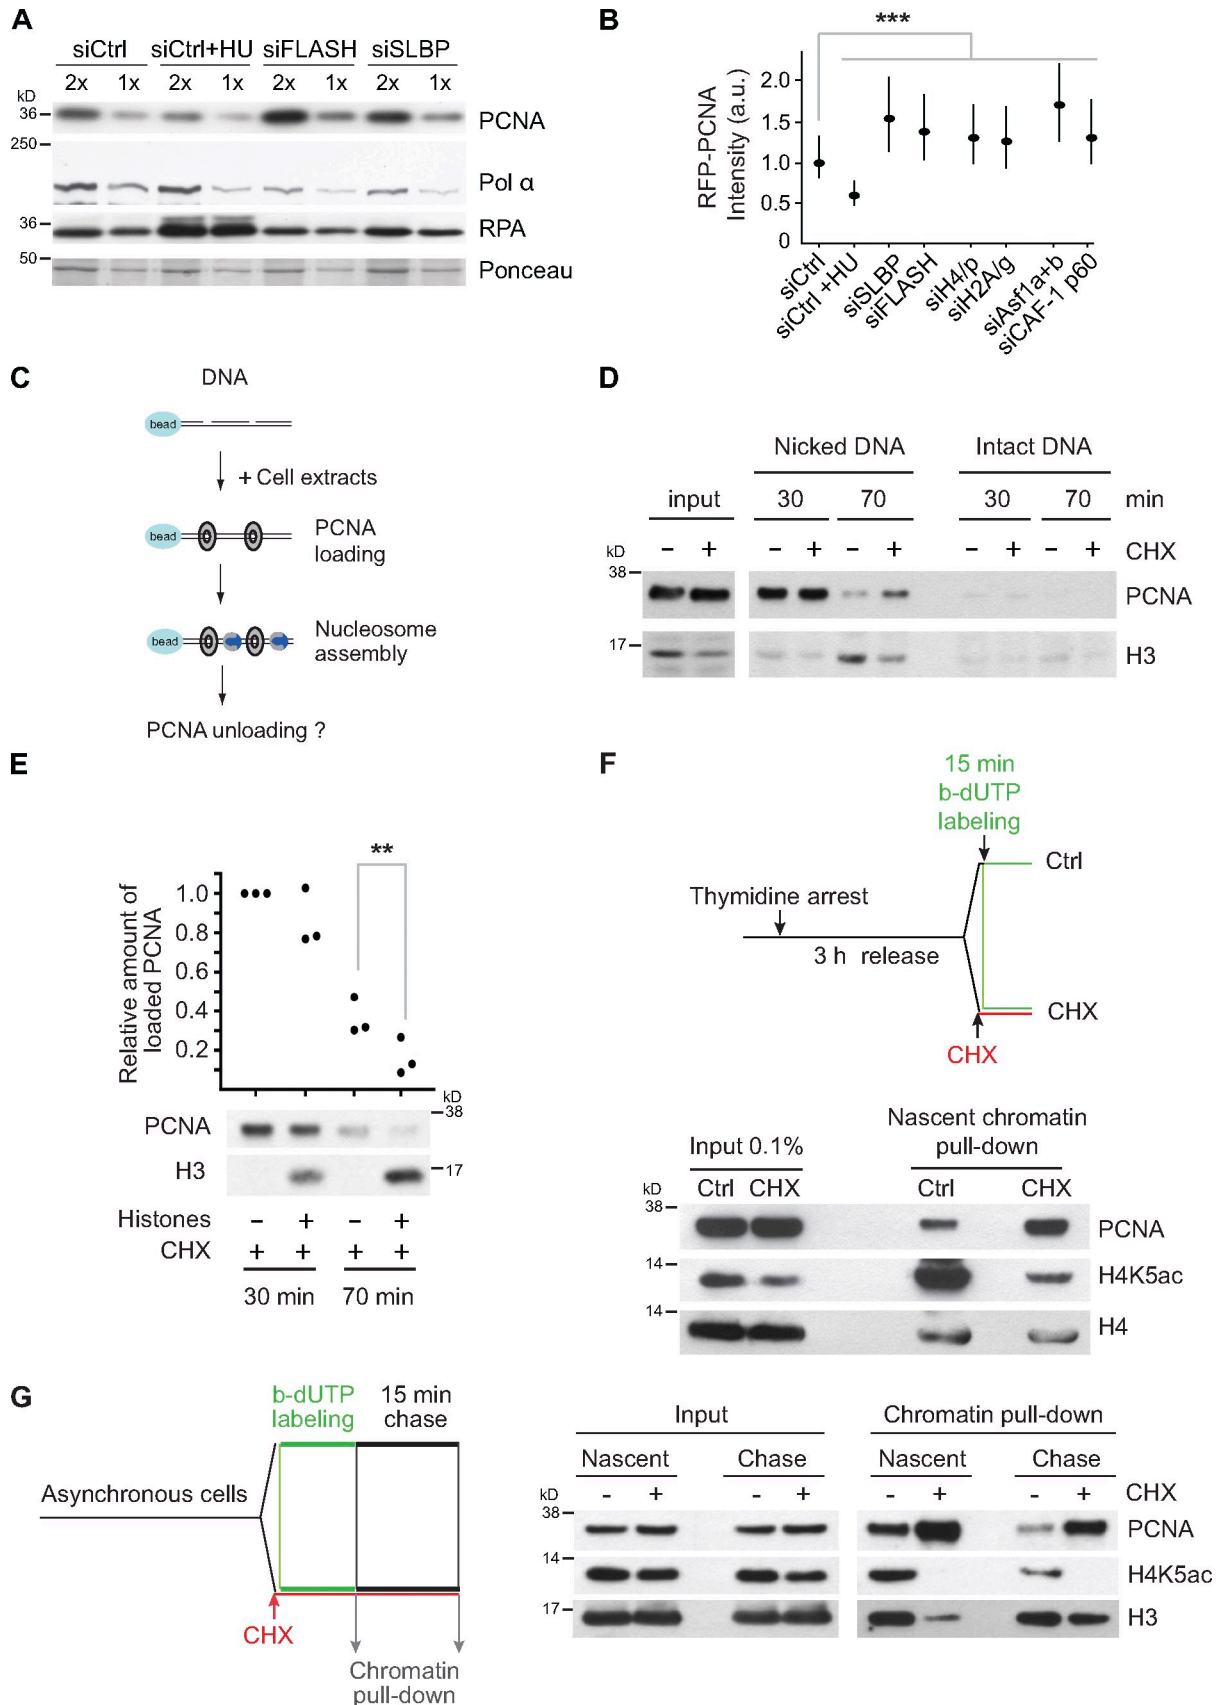 A
siCtrl siCtrl+HU siFLASH siSLBP
2x 1x 2x 1x 2x 1x 2x 1x
kD
36 PCNA
250
Pol α
36 RPA
50 Ponceau
B
***
RFP-PCNA
Intensity (a.u.)
2.0
1.5
1.0
0.5
0
siCtrl
siCtrl +HU
siSLBP
siFLASH
siH4/p
siH2A/g
siAsf1a+b
siCAF-1 p60
C
DNA
bead
+ Cell extracts
bead
PCNA
loading
bead
Nucleosome
assembly
PCNA unloading ?
D
Nicked DNA Intact DNA
input 30 70 30 70 min
kD – + – + – + – + – + CHX
38 PCNA
17 H3
E
**
Relative amount of
loaded PCNA
1.0
0.8
0.6
0.4
0.2
kD
PCNA 38
H3 17
Histones – + – +
CHX + + + +
30 min 70 min
F
15 min
b-dUTP
labeling
Ctrl
Thymidine arrest
3 h release
CHX
CHX
Nascent chromatin
Input 0.1% pull-down
kD Ctrl CHX Ctrl CHX
38 PCNA
14 H4K5ac
14 H4
G
b-dUTP 15 min
labeling chase
Asynchronous cells
CHX
Chromatin
pull-down
Input Chromatin pull-down
Nascent Chase Nascent Chase
kD - + - + - + - + CHX
38 PCNA
14 H4K5ac
17 H3